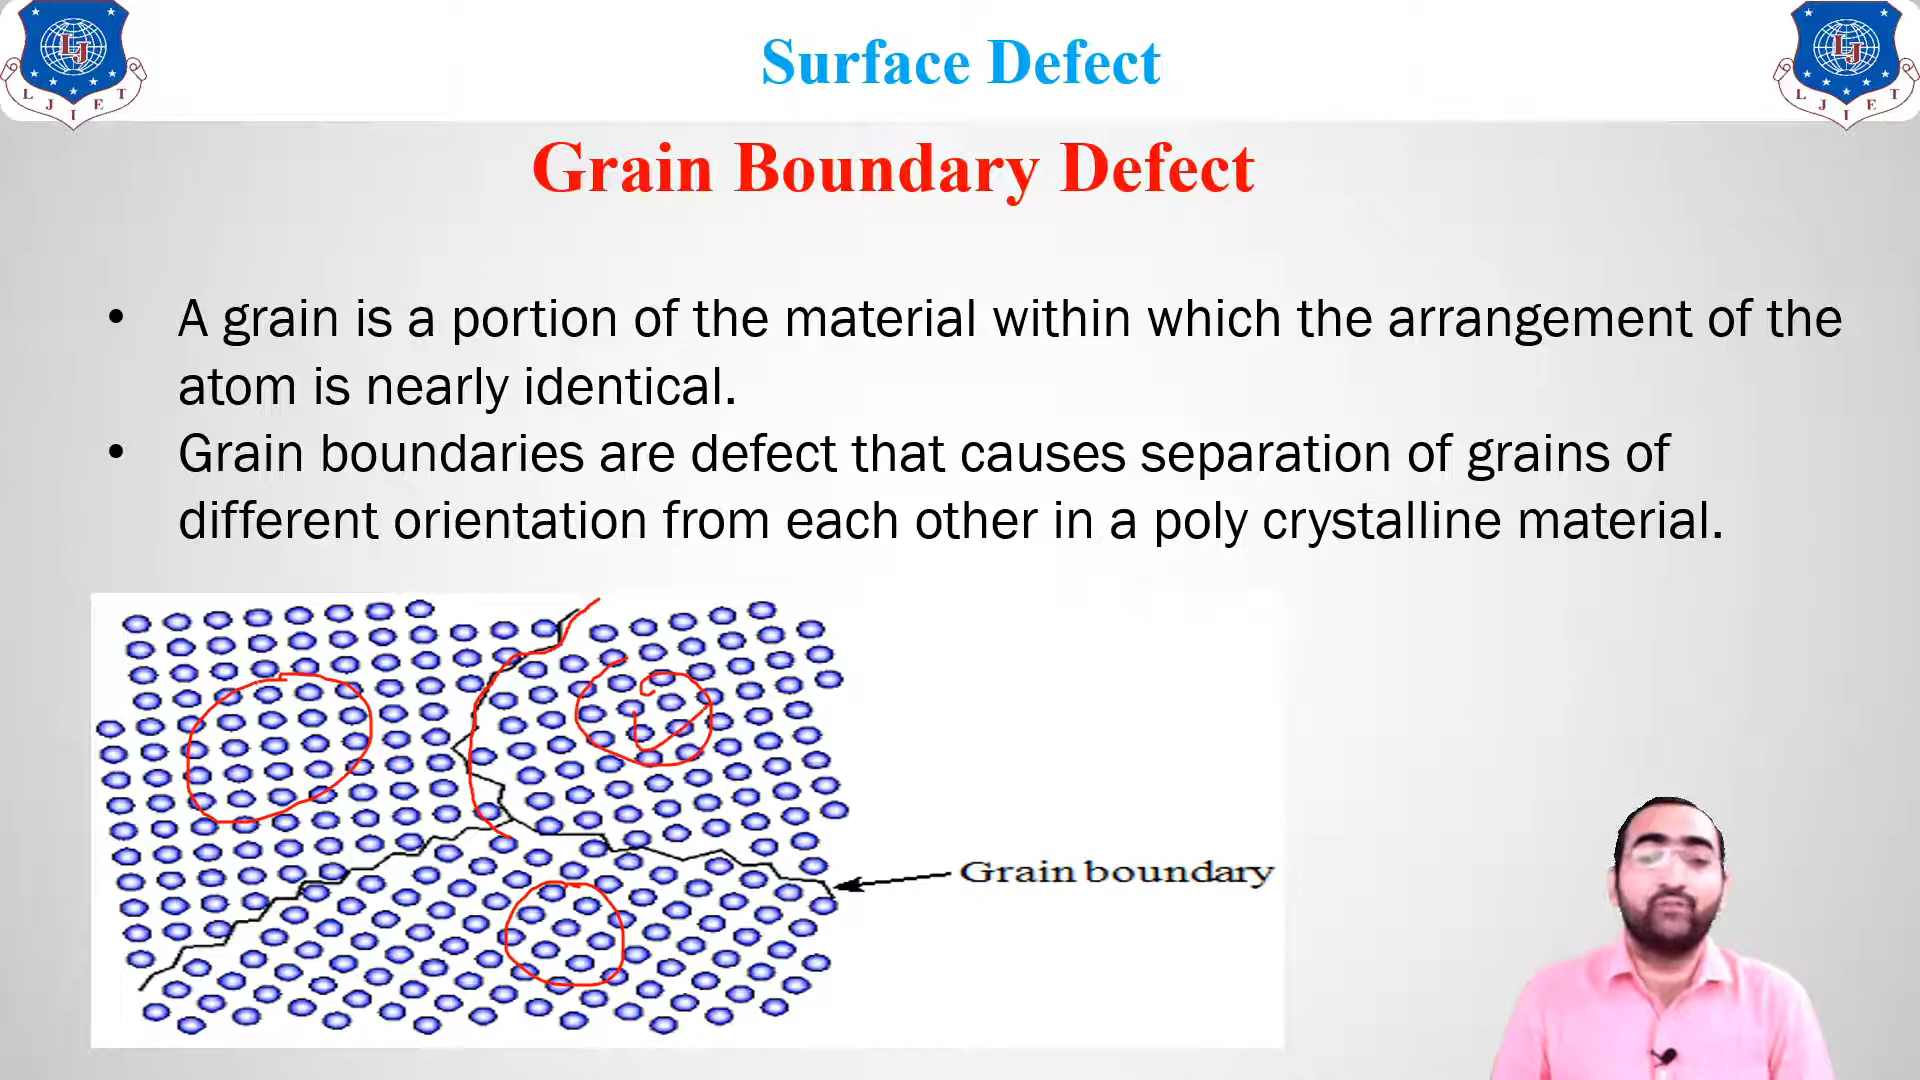 LJ
L J I E T
LJ
L J I E T
Surface Defect
Grain Boundary Defect
• A grain is a portion of the material within which the arrangement of the
atom is nearly identical.
• Grain boundaries are defect that causes separation of grains of
different orientation from each other in a poly crystalline material.
Grain boundary